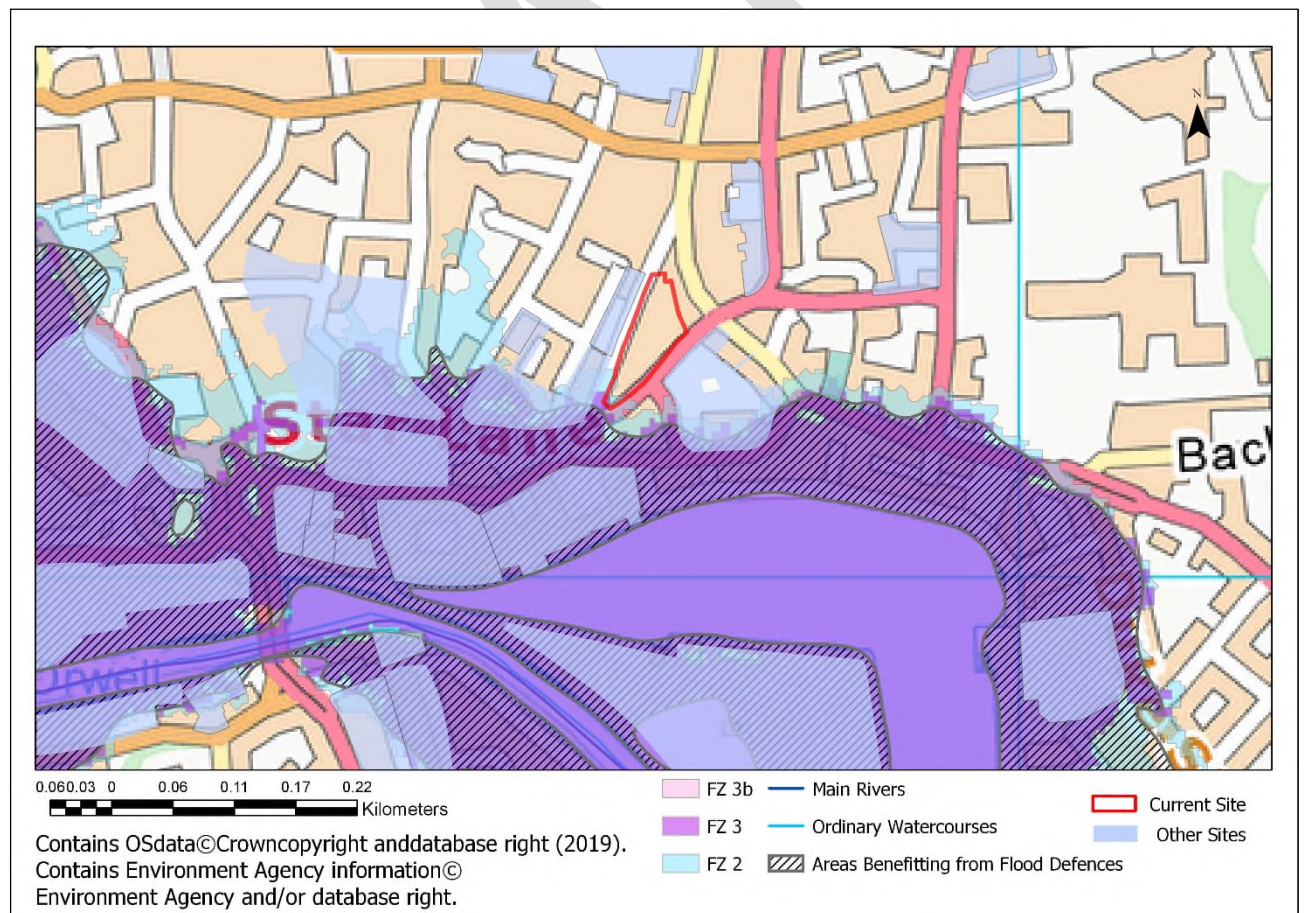 N
St
Bac
Orwell
0.060.03 0 0.06 0.11 0.17 0.22
Kilometers
Contains OSdata©Crowncopyright anddatabase right (2019).
Contains Environment Agency information©
Environment Agency and/or database right.
FZ 3b
FZ 3
FZ 2
Main Rivers
Ordinary Watercourses
Areas Benefitting from Flood Defences
Current Site
Other Sites